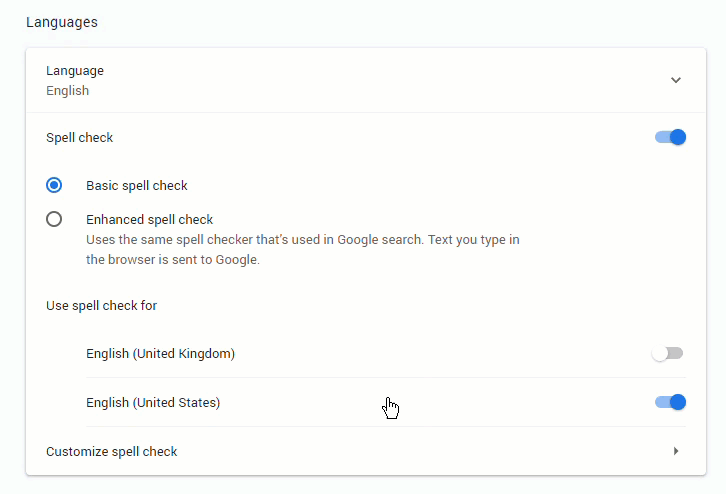 Languages
Language
English
Spell check
Basic spell check
Enhanced spell check
Uses the same spell checker that's used in Google search. Text you type in
the browser is sent to Google.
Use spell check for
English (United Kingdom)
English (United States)
Customize spell check